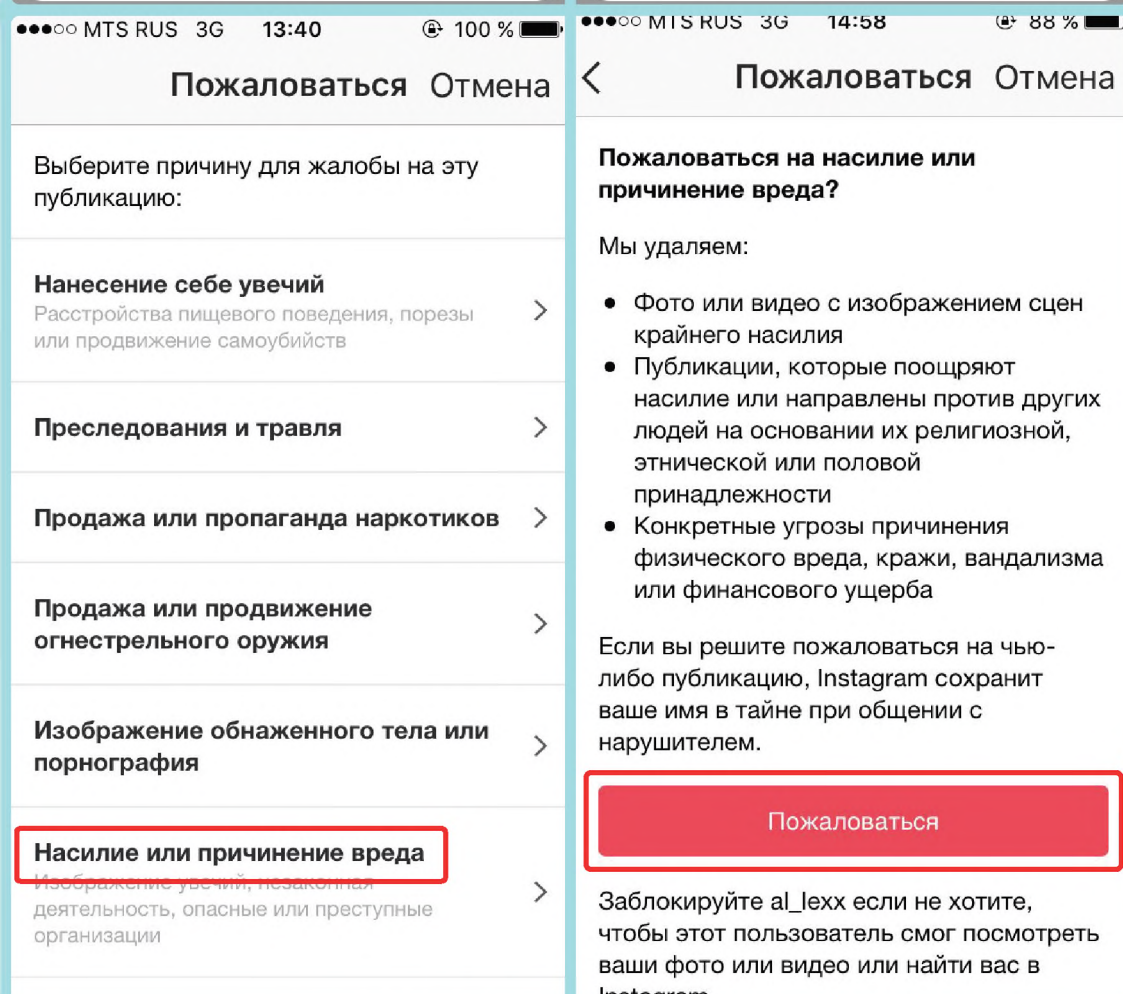 MTS RUS 3G 13:40 100 %
Пожаловаться Отмена
Выберите причину для жалобы на эту
публикацию:
Нанесение себе увечий
Расстройства пищевого поведения, порезы
или продвижение самоубийств
Преследования и травля
Продажа или пропаганда наркотиков
Продажа или продвижение
огнестрельного оружия
Изображение обнаженного тела или
порнография
Насилие или причинение вреда
Изображение увечий, незаконная
деятельность, опасные или преступные
организации
MTS RUS 3G 14:58 88 %
Пожаловаться Отмена
Пожаловаться на насилие или
причинение вреда?
Мы удаляем:
• Фото или видео с изображением сцен
крайнего насилия
• Публикации, которые поощряют
насилие или направлены против других
людей на основании их религиозной,
этнической или половой
принадлежности
• Конкретные угрозы причинения
физического вреда, кражи, вандализма
или финансового ущерба
Если вы решите пожаловаться на чью-
либо публикацию, Instagram сохранит
ваше имя в тайне при общении с
нарушителем.
Пожаловаться
Заблокируйте al_lexx если не хотите,
чтобы этот пользователь смог посмотреть
ваши фото или видео или найти вас в
Instagram